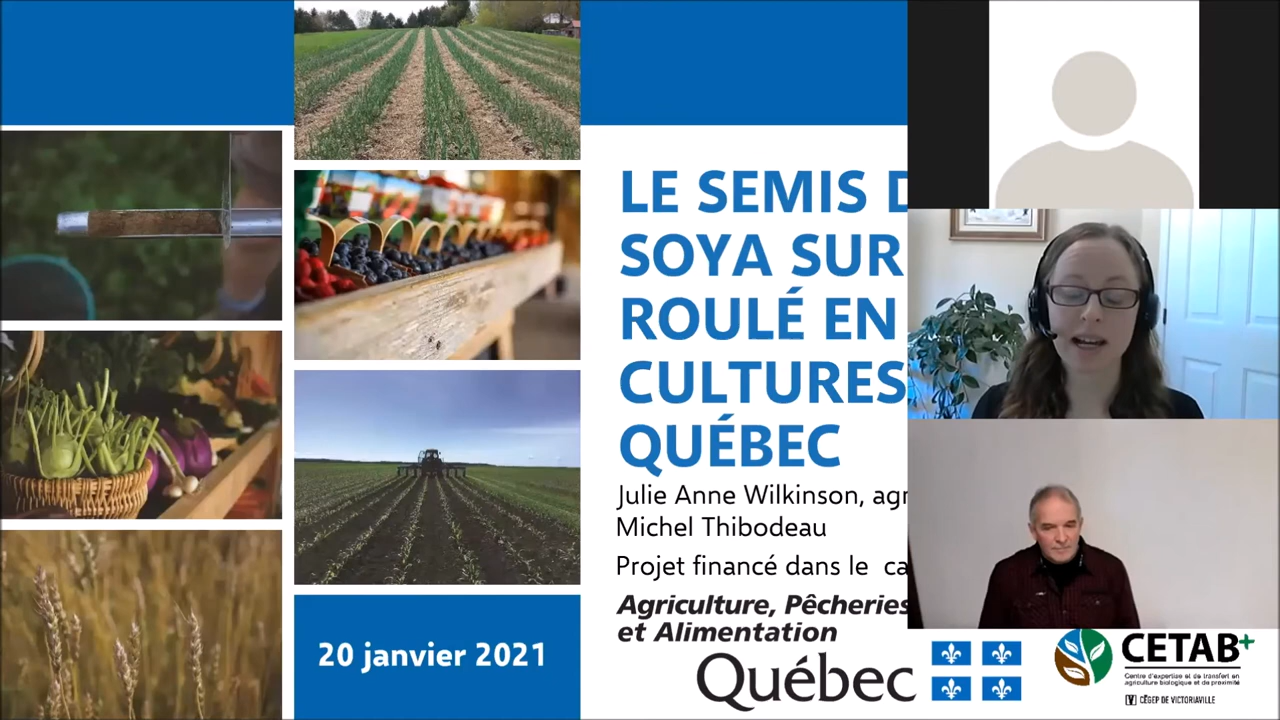 LE SEMIS D
SOYA SUR
ROULÉ EN
CULTURES
QUÉBEC
Julie Anne Wilkinson, agr
Michel Thibodeau
Projet financé dans le ca
Agriculture, Pêcheries
et Alimentation
Québec
20 janvier 2021
CETAB+
Centre d'expertise et de transfert en
agriculture biologique et de proximité
CÉGEP DE VICTORIAVILLE